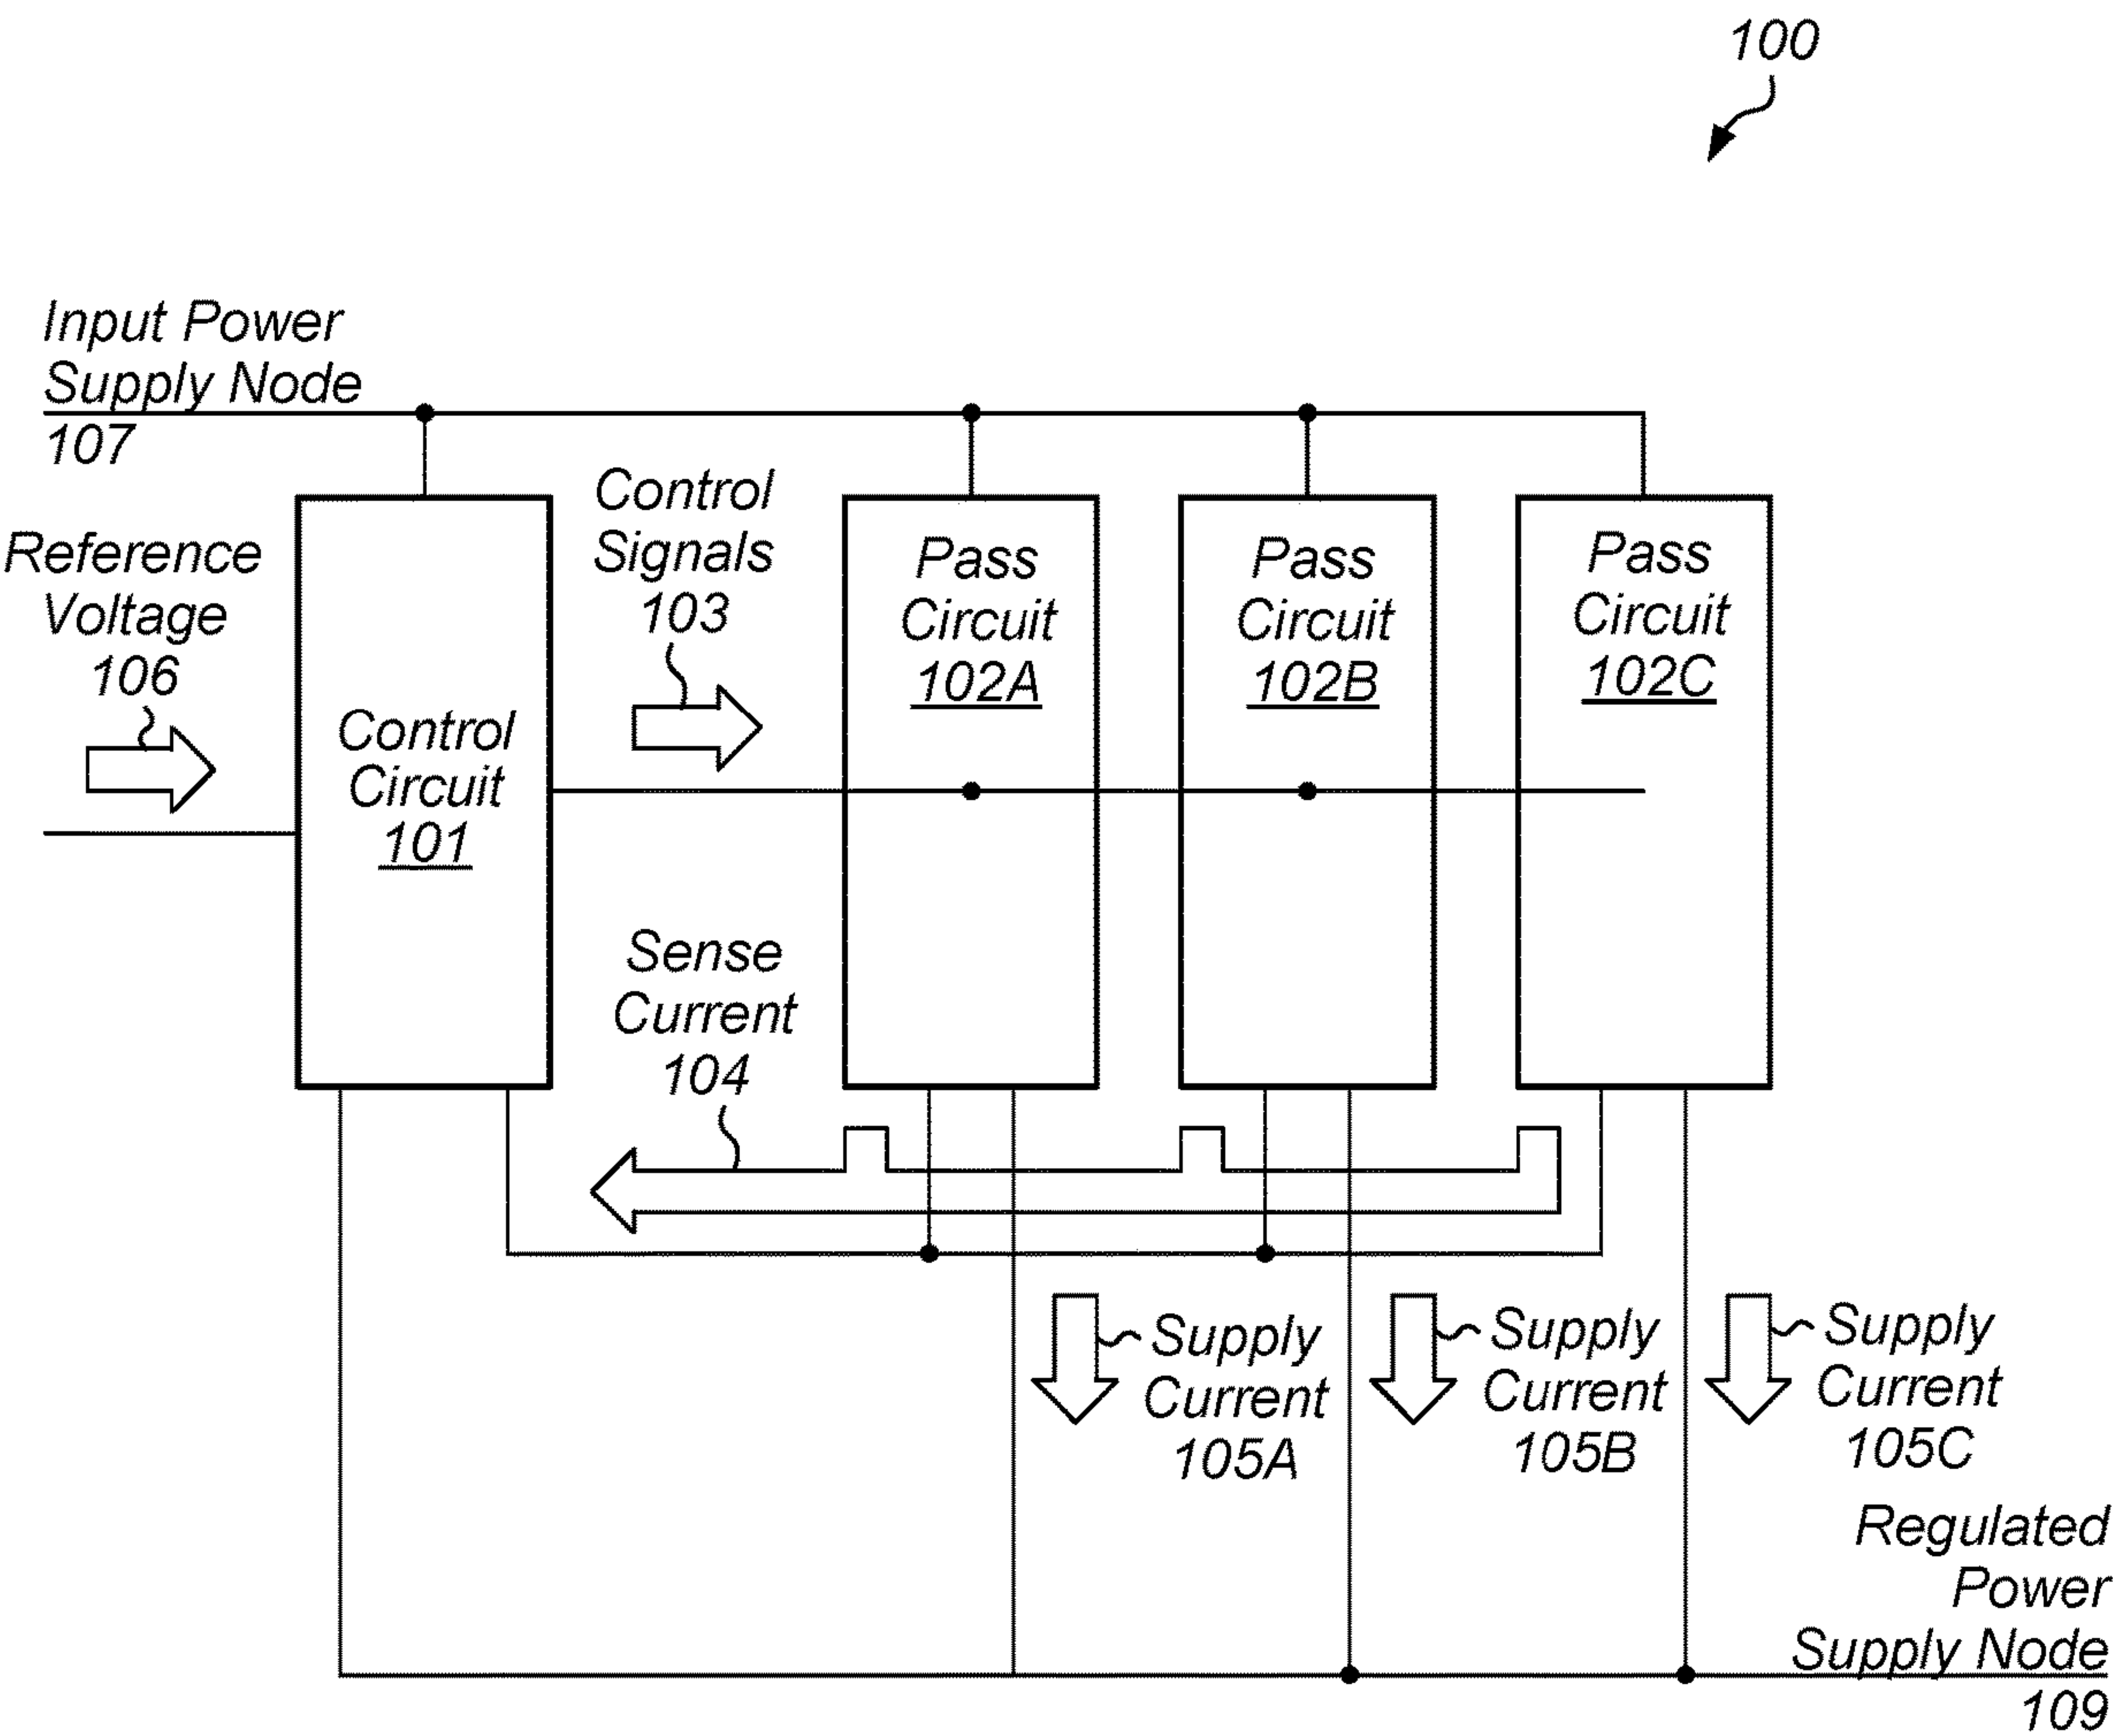 100
Input Power
Supply Node
107
Reference
Voltage
106
Control
Signals
103
Control
Circuit
101
Pass
Circuit
102A
Pass
Circuit
102B
Pass
Circuit
102C
Sense
Current
104
Supply
Current
105A
Supply
Current
105B
Supply
Current
105C
Regulated
Power
Supply Node
109